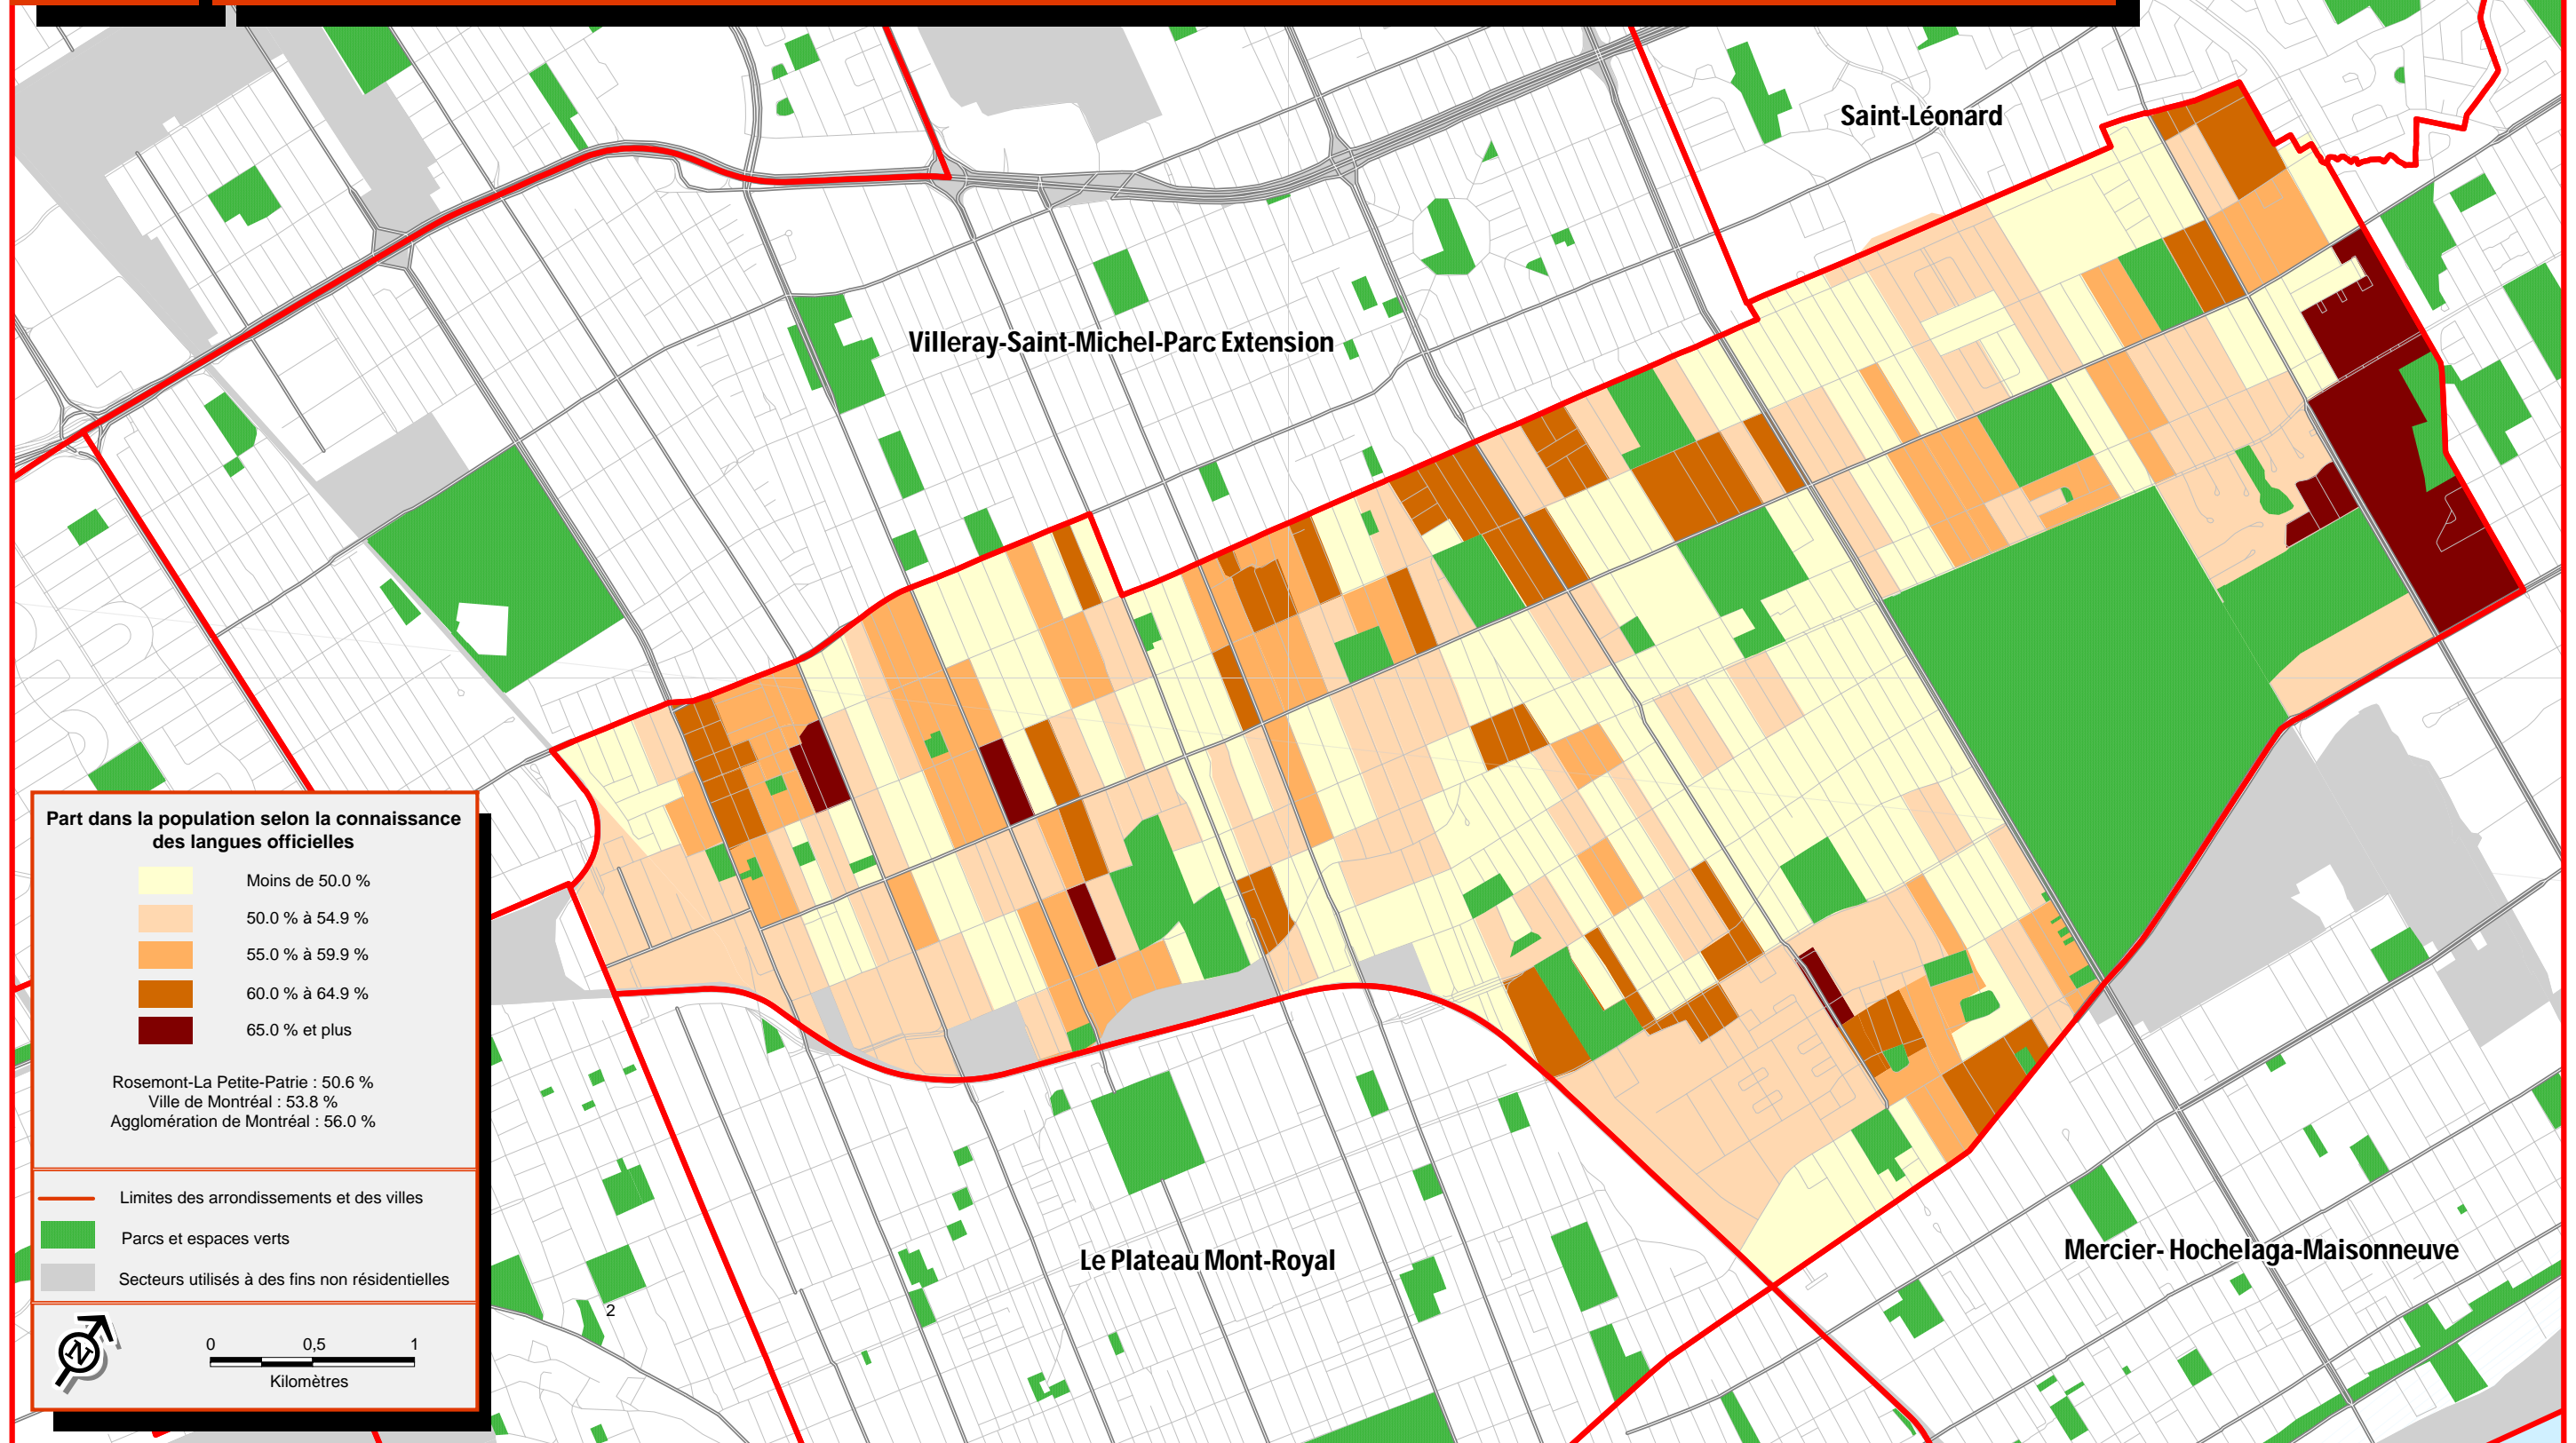 Saint-Léonard
Villeray-Saint-Michel-Parc Extension
Part dans la population selon la connaissance
des langues officielles
Moins de 50.0 %
50.0 % à 54.9 %
55.0 % à 59.9 %
60.0 % à 64.9 %
65.0 % et plus
Rosemont-La Petite-Patrie : 50.6 %
Ville de Montréal : 53.8 %
Agglomération de Montréal : 56.0 %
Limites des arrondissements et des villes
Parcs et espaces verts
Secteurs utilisés à des fins non résidentielles
N
0 0,5 1
Kilomètres
2
Le Plateau Mont-Royal
Mercier- Hochelaga-Maisonneuve